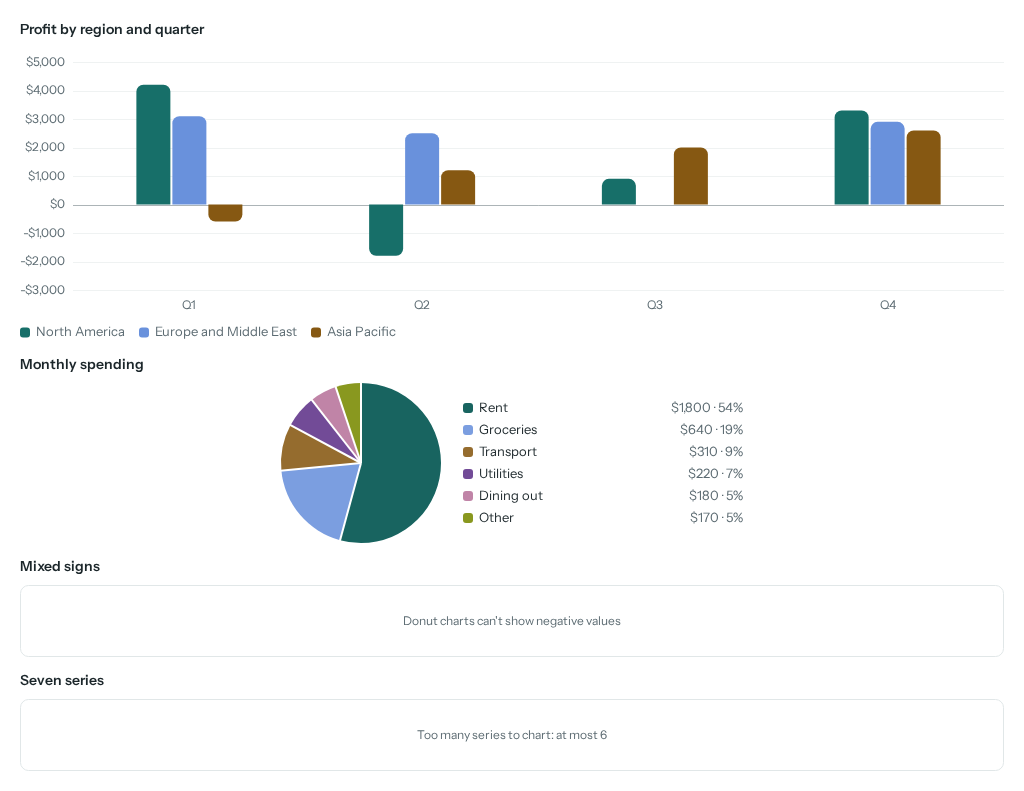 Profit by region and quarter
$5,000
$4,000
$3,000
$2,000
$1,000
$0
-$1,000
-$2,000
-$3,000
Q1 Q2 Q3 Q4
North America Europe and Middle East Asia Pacific
Monthly spending
Rent $1,800 · 54%
Groceries $640 · 19%
Transport $310 · 9%
Utilities $220 · 7%
Dining out $180 · 5%
Other $170 · 5%
Mixed signs
Donut charts can't show negative values
Seven series
Too many series to chart: at most 6